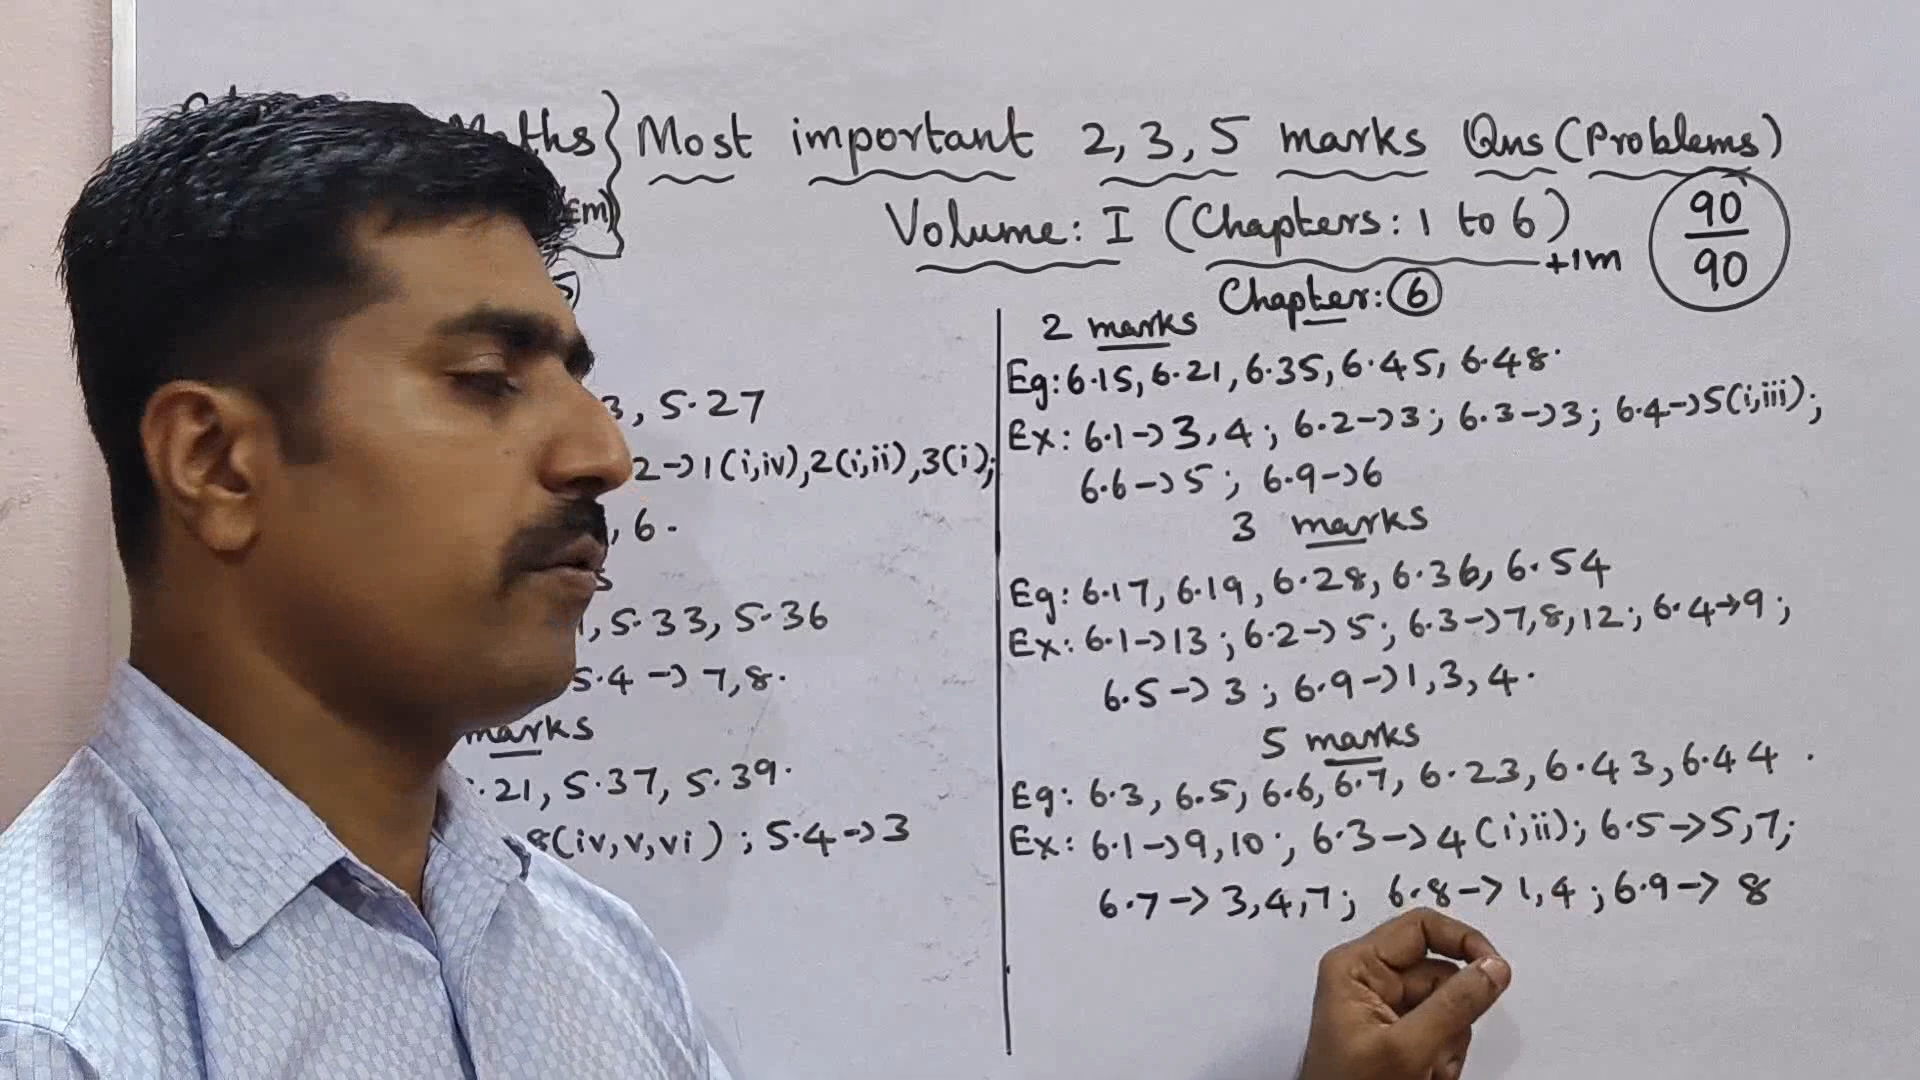 Maths} Most important 2, 3, 5 marks Qns (Problems)
Em) Volume: I (Chapters: 1 to 6)
+1m
90
90
5)
3, 5.27
2→1(i,iv),2(i,ii),3(i);
, 6.
s
, 5.33, 5.36
5.4 → 7,8.
marks
.21, 5.37, 5.39.
8(iv,v,vi) ; 5.4→3
Chapter: 6
2 marks
Eg: 6.15, 6.21, 6.35, 6.45, 6.48.
Ex: 6.1→3,4 ; 6.2→3 ; 6.3→3 ; 6.4→5(i,iii);
6.6→5 ; 6.9→6
3 marks
Eg: 6.17, 6.19, 6.28, 6.36, 6.54
Ex: 6.1→13 ; 6.2→5 ; 6.3→7,8,12 ; 6.4→9 ;
6.5→3 ; 6.9→1,3,4.
5 marks
Eg: 6.3, 6.5, 6.6, 6.7, 6.23, 6.43, 6.44 .
Ex: 6.1→9,10 ; 6.3→4(i,ii); 6.5→5,7;
6.7→3,4,7; 6.8→1,4 ; 6.9→8